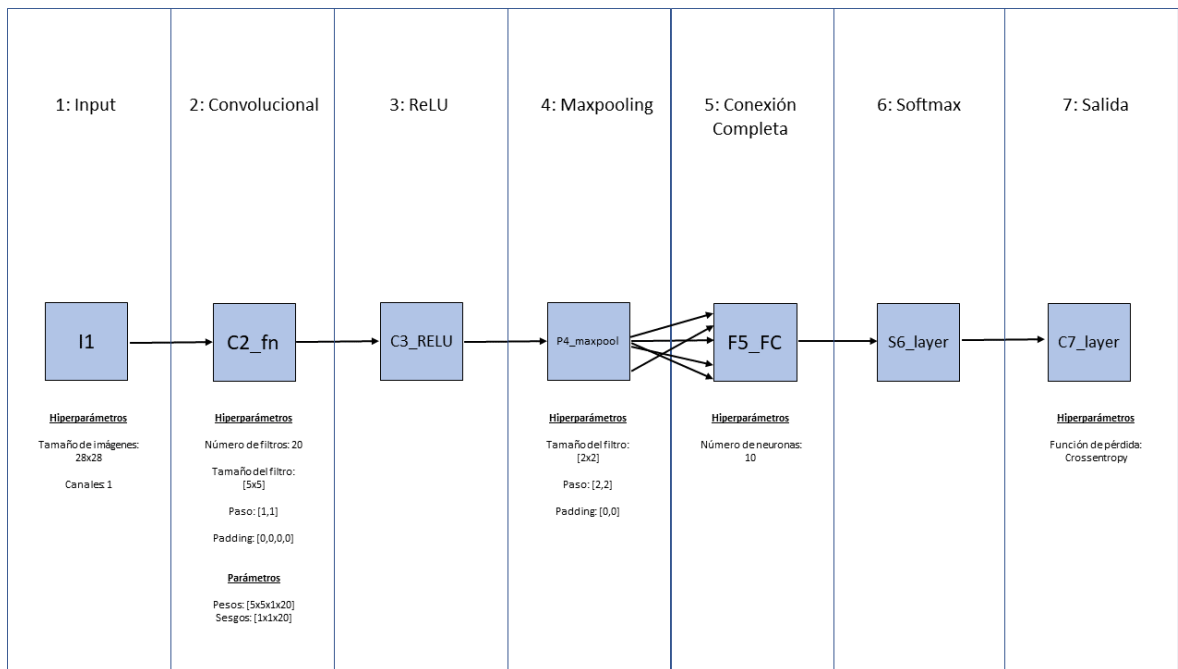 1: Input
2: Convolucional
3: ReLU
4: Maxpooling
5: Conexión
Completa
6: Softmax
7: Salida
I1
C2_fn
C3_RELU
P4_maxpool
F5_FC
S6_layer
C7_layer
Hiperparámetros
Tamaño de imágenes:
28x28
Canales: 1
Hiperparámetros
Número de filtros: 20
Tamaño del filtro:
[5x5]
Paso: [1,1]
Padding: [0,0,0,0]
Parámetros
Pesos: [5x5x1x20]
Sesgos: [1x1x20]
Hiperparámetros
Tamaño del filtro:
[2x2]
Paso: [2,2]
Padding: [0,0]
Hiperparámetros
Número de neuronas:
10
Hiperparámetros
Función de pérdida:
Crossentropy